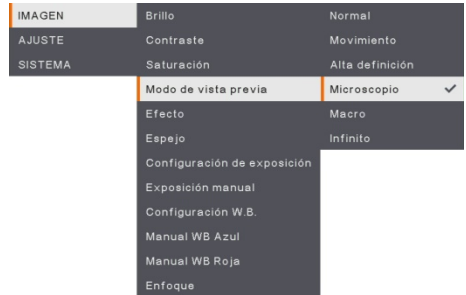 IMAGEN
AJUSTE
SISTEMA
Brillo
Contraste
Saturación
Modo de vista previa
Efecto
Espejo
Configuración de exposición
Exposición manual
Configuración W.B.
Manual WB Azul
Manual WB Roja
Enfoque
Normal
Movimiento
Alta definición
Microscopio
Macro
Infinito